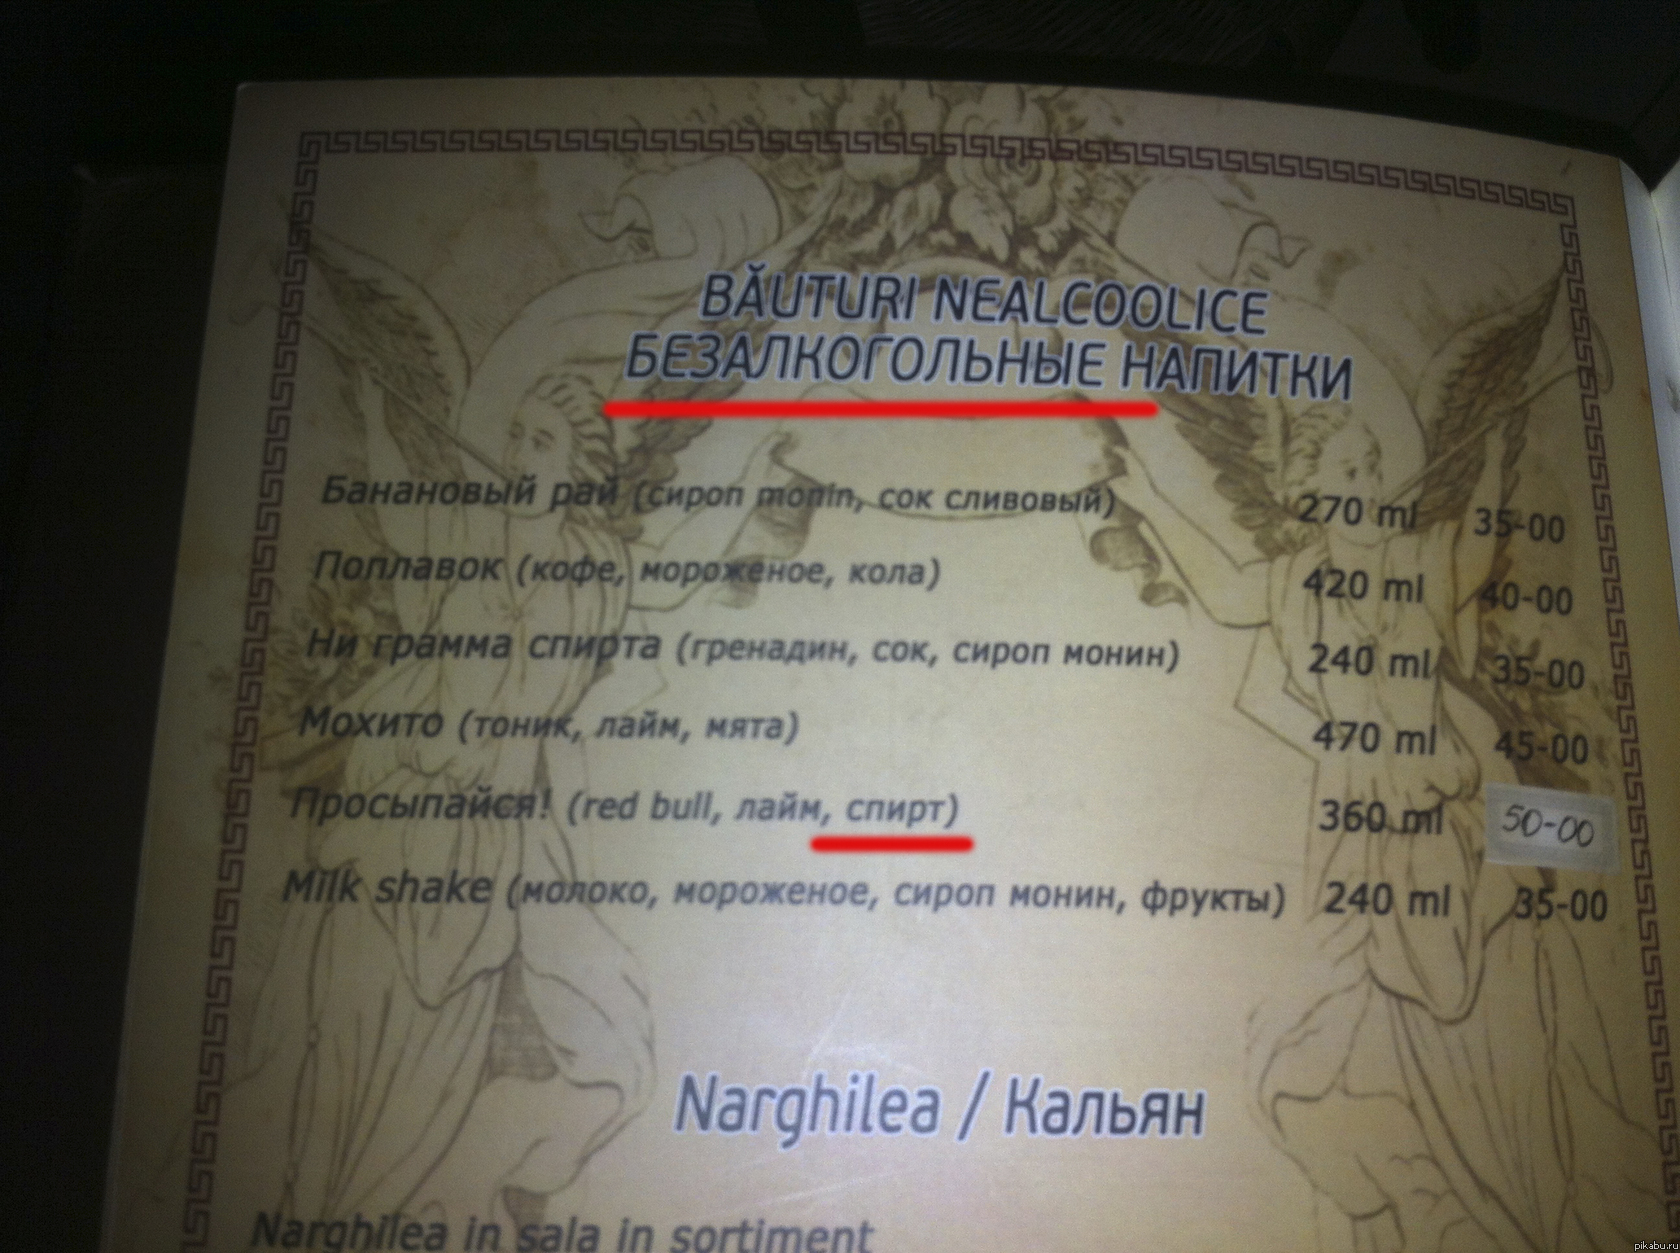 BĂUTURI NEALCOOLICE
БЕЗАЛКОГОЛЬНЫЕ НАПИТКИ
Банановый рай (сироп monin, сок сливовый) 270 ml 35-00
Поплавок (кофе, мороженое, кола) 420 ml 40-00
Ни грамма спирта (гренадин, сок, сироп монин) 240 ml 35-00
Мохито (тоник, лайм, мята) 470 ml 45-00
Просыпайся! (red bull, лайм, спирт) 360 ml 50-00
Milk shake (молоко, мороженое, сироп монин, фрукты) 240 ml 35-00
Narghilea / Кальян
Narghilea in sala in sortiment
pikabu.ru